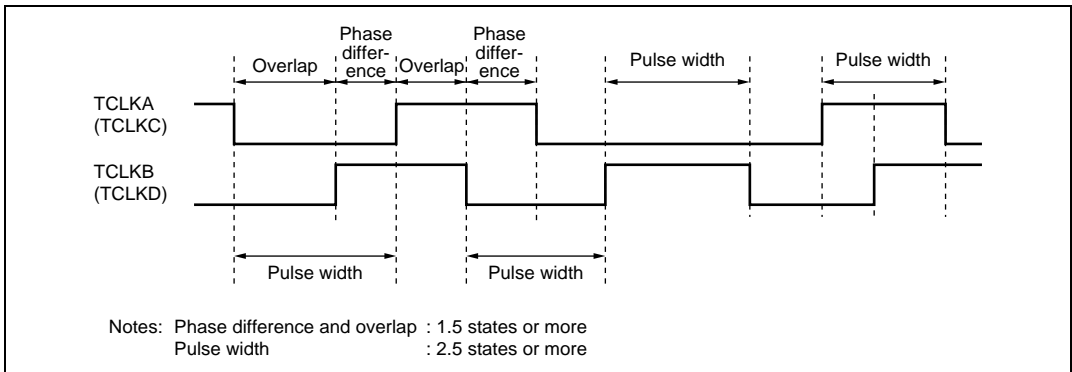 Phase
differ-
ence
Phase
differ-
ence
Overlap
Overlap
Pulse width
Pulse width
TCLKA
(TCLKC)
TCLKB
(TCLKD)
Pulse width
Pulse width
Notes: Phase difference and overlap : 1.5 states or more
Pulse width : 2.5 states or more